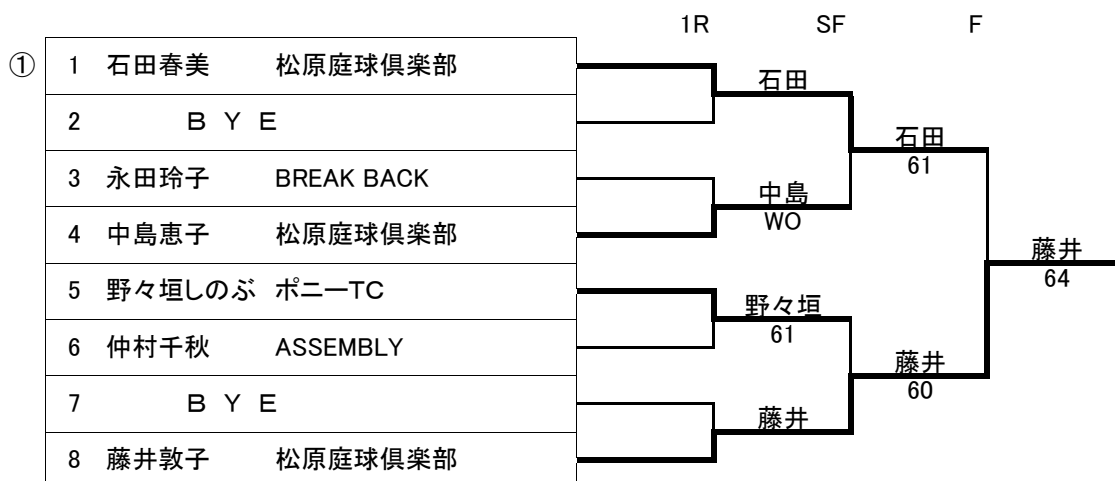 1R SF F
① 1 石田春美 松原庭球倶楽部
石田
2 ＢＹＥ
石田
61
3 永田玲子 BREAK BACK
中島
WO
4 中島恵子 松原庭球倶楽部
藤井
64
5 野々垣しのぶ ポニーTC
野々垣
61
6 仲村千秋 ASSEMBLY
藤井
60
7 ＢＹＥ
藤井
8 藤井敦子 松原庭球倶楽部